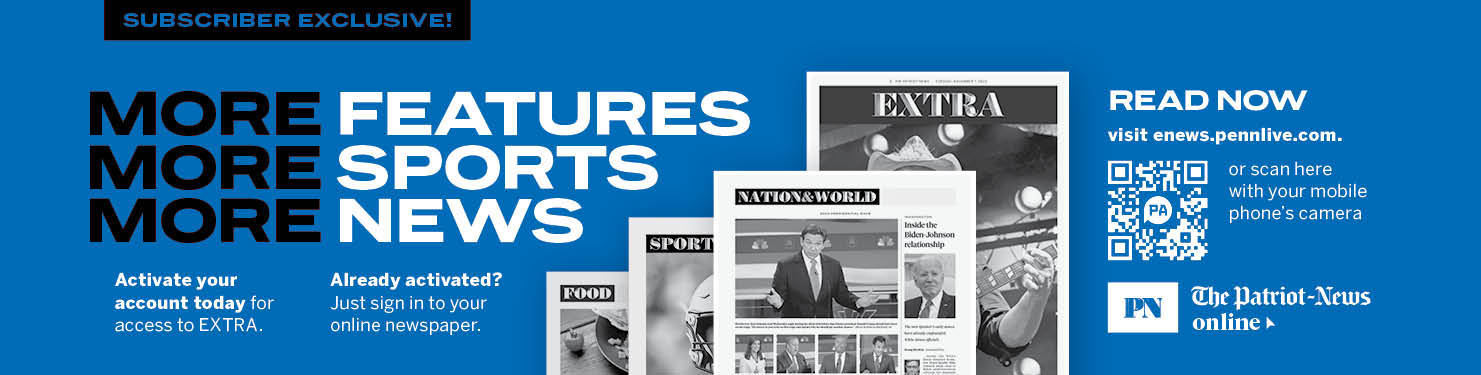 SUBSCRIBER EXCLUSIVE!
MORE FEATURES
MORE SPORTS
MORE NEWS
Activate your
account today for
access to EXTRA.
Already activated?
Just sign in to your
online newspaper.
FOOD
SPORT
NATION&WORLD
WASHINGTON
Inside the
Biden-Johnson
relationship
EXTRA
READ NOW
visit enews.pennlive.com.
or scan here
with your mobile
phone's camera
PA
PN
The Patriot-News
online